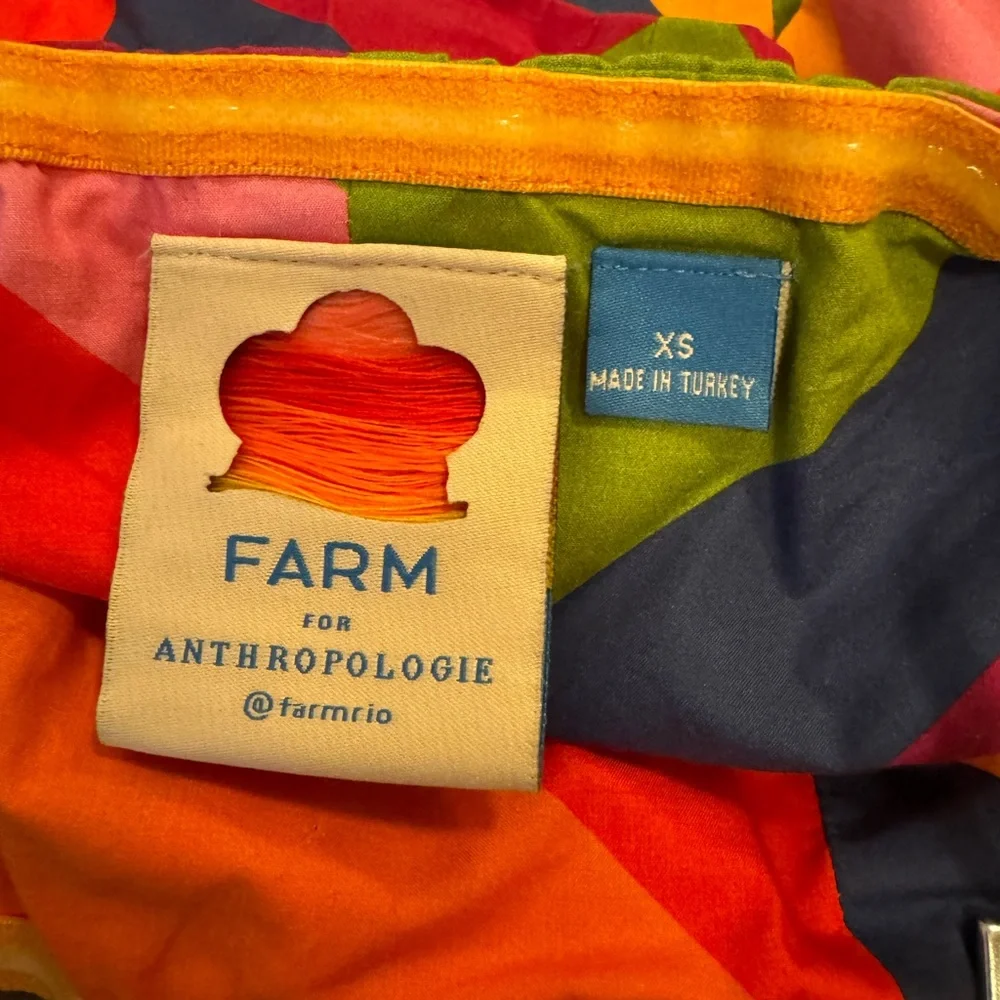 FARM
FOR
ANTHROPOLOGIE
@farmrio
XS
MADE IN TURKEY